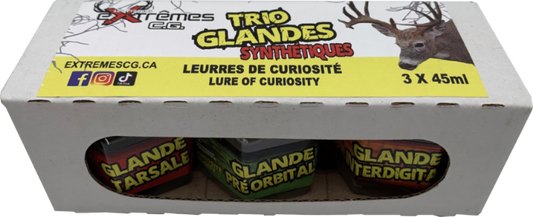 eXtrêmes
C.G.
TRIO
GLANDES
SYNTHÉTIQUES
EXTREMESCG.CA
LEURRES DE CURIOSITÉ
LURE OF CURIOSITY
3 X 45ml
GLANDE
TARSALE
GLANDE
PRÉ ORBITAL
GLANDE
INTERDIGITA